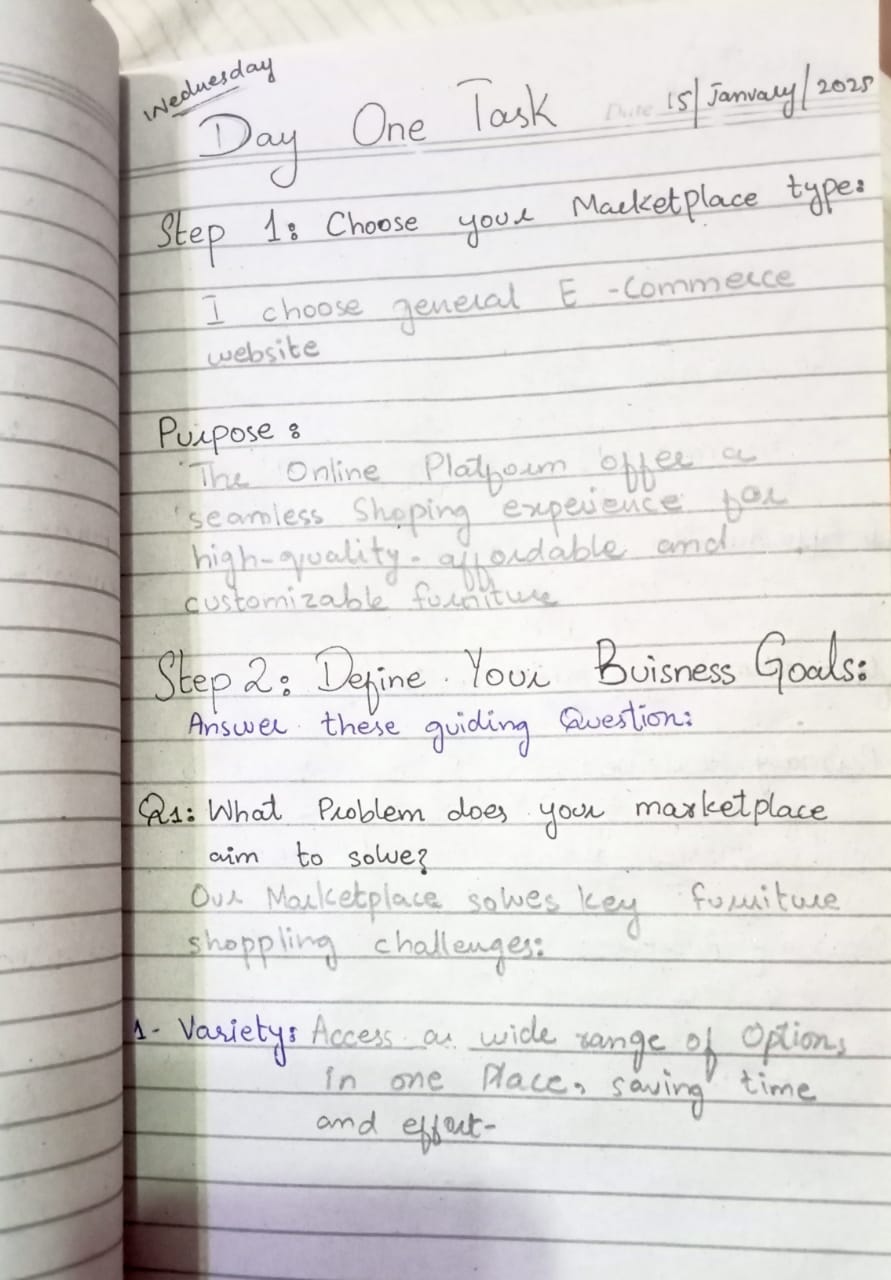 Wednesday
Day One Task
Date 15/January/2025
Step 1: Choose your Marketplace type:
I choose general E-Commerce
website
Purpose:
The Online Platform offer a
seamless Shoping experience for
high-quality-affordable and
customizable furniture
Step 2: Define Your Buisness Goals:
Answer these guiding Question:
Q1: What Problem does your marketplace
aim to solve?
Our Marketplace solves key furniture
shoppling challenges:
1- Variety: Access a wide range of Options
in one Place, saving time
and effort-